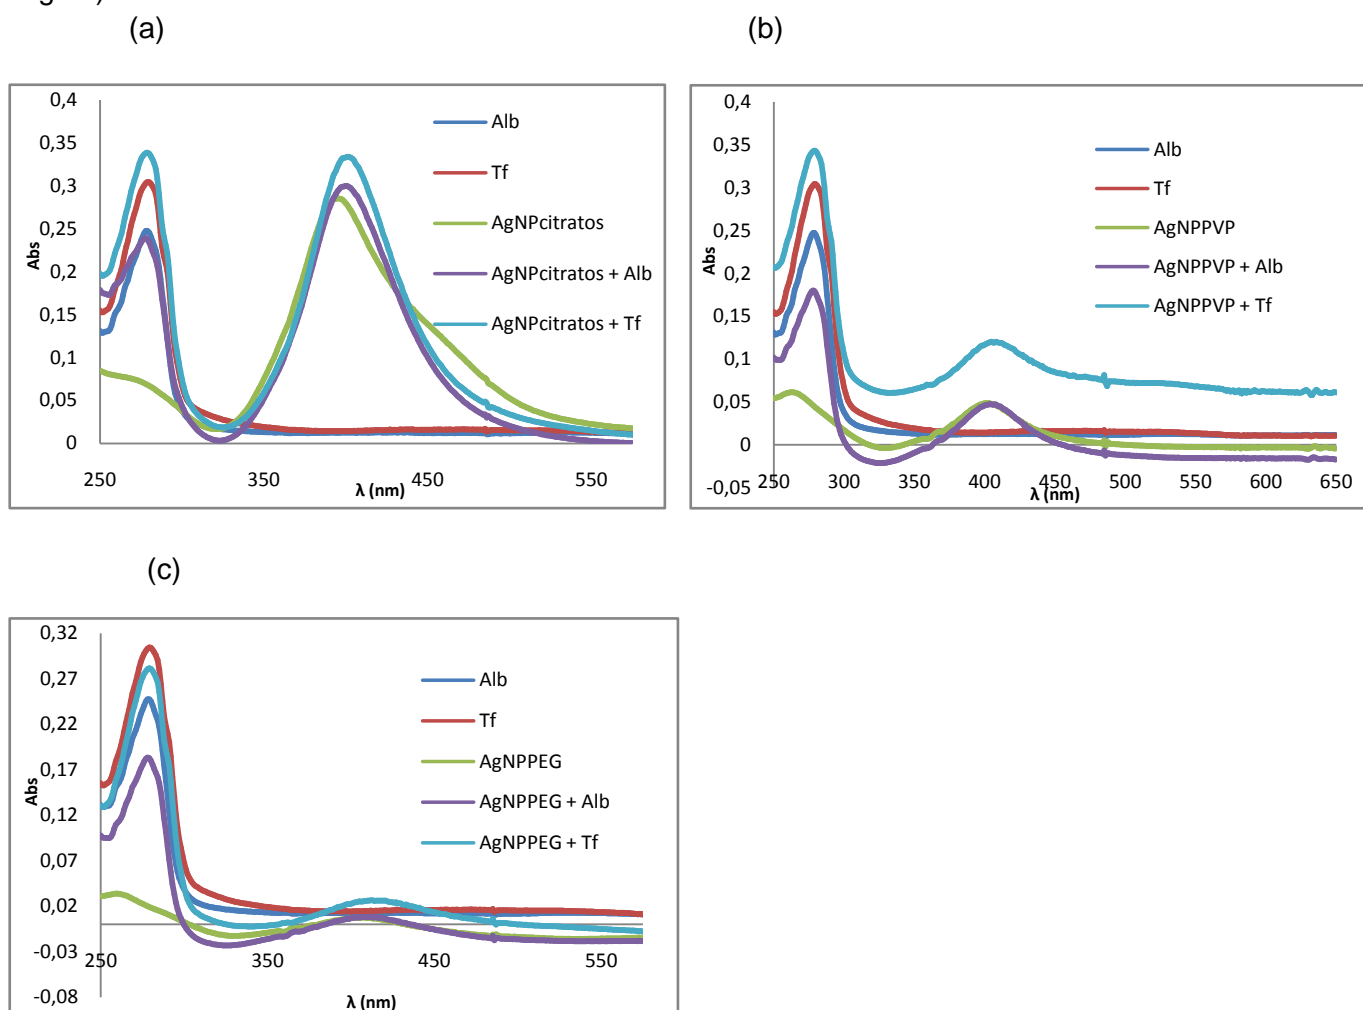 (a)
(b)
0,4
0,35
0,3
0,25
0,2
0,15
0,1
0,05
0
Abs
250
350
450
550
λ (nm)
Alb
Tf
AgNPcitratos
AgNPcitratos + Alb
AgNPcitratos + Tf
0,4
0,35
0,3
0,25
0,2
0,15
0,1
0,05
0
-0,05
Abs
250 300 350 400 450 500 550 600 650
λ (nm)
Alb
Tf
AgNPPVP
AgNPPVP + Alb
AgNPPVP + Tf
(c)
0,32
0,27
0,22
0,17
0,12
0,07
0,02
-0,03
-0,08
Abs
250
350
450
550
λ (nm)
Alb
Tf
AgNPPEG
AgNPPEG + Alb
AgNPPEG + Tf